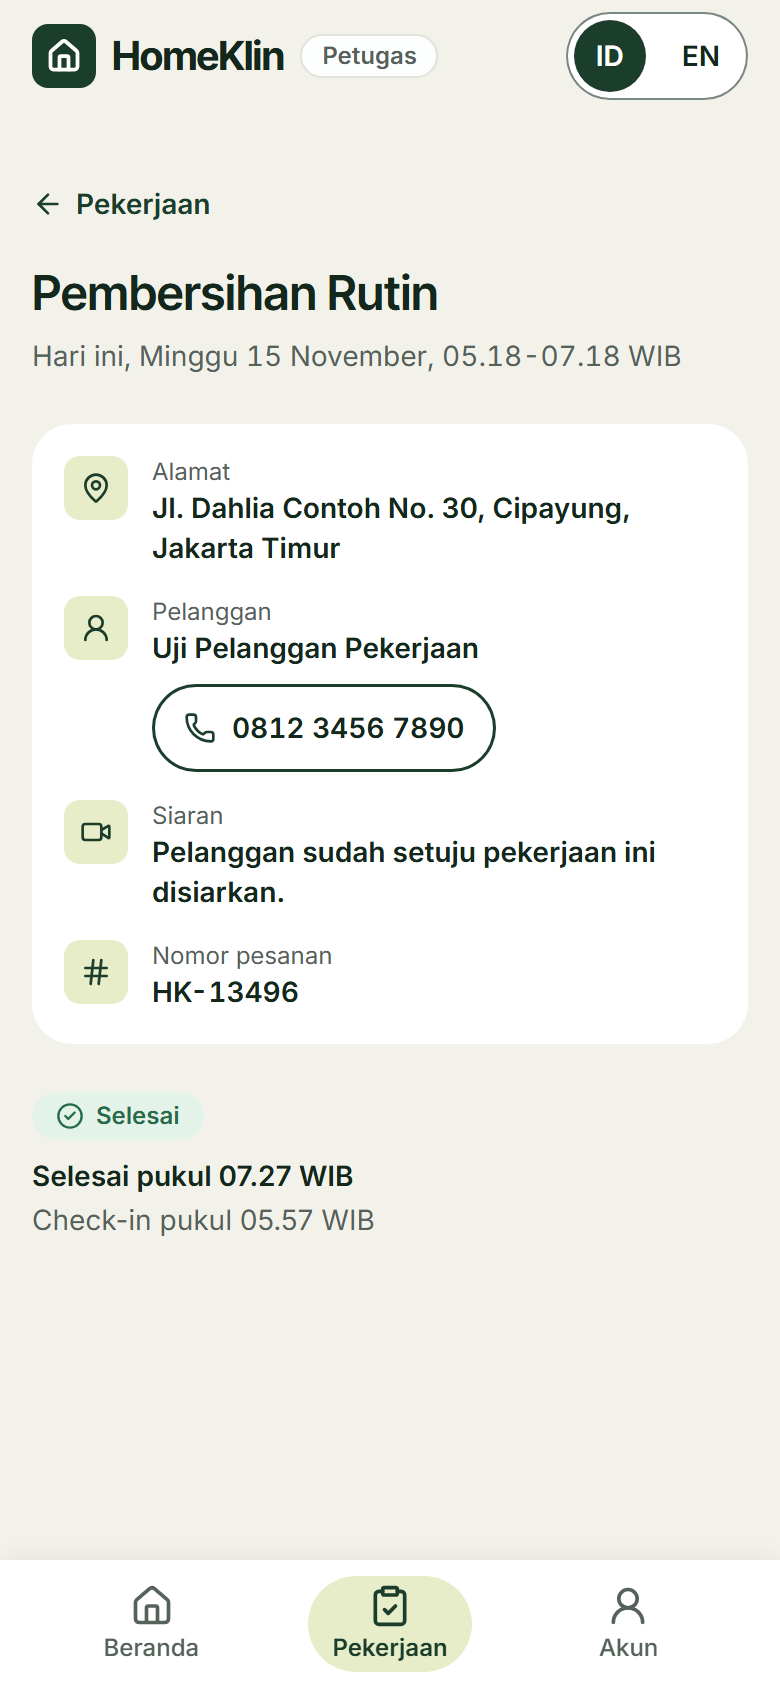 HomeKlin
Petugas
ID
EN
Pekerjaan
Pembersihan Rutin
Hari ini, Minggu 15 November, 05.18-07.18 WIB
Alamat
Jl. Dahlia Contoh No. 30, Cipayung,
Jakarta Timur
Pelanggan
Uji Pelanggan Pekerjaan
0812 3456 7890
Siaran
Pelanggan sudah setuju pekerjaan ini
disiarkan.
Nomor pesanan
HK-13496
Selesai
Selesai pukul 07.27 WIB
Check-in pukul 05.57 WIB
Beranda
Pekerjaan
Akun